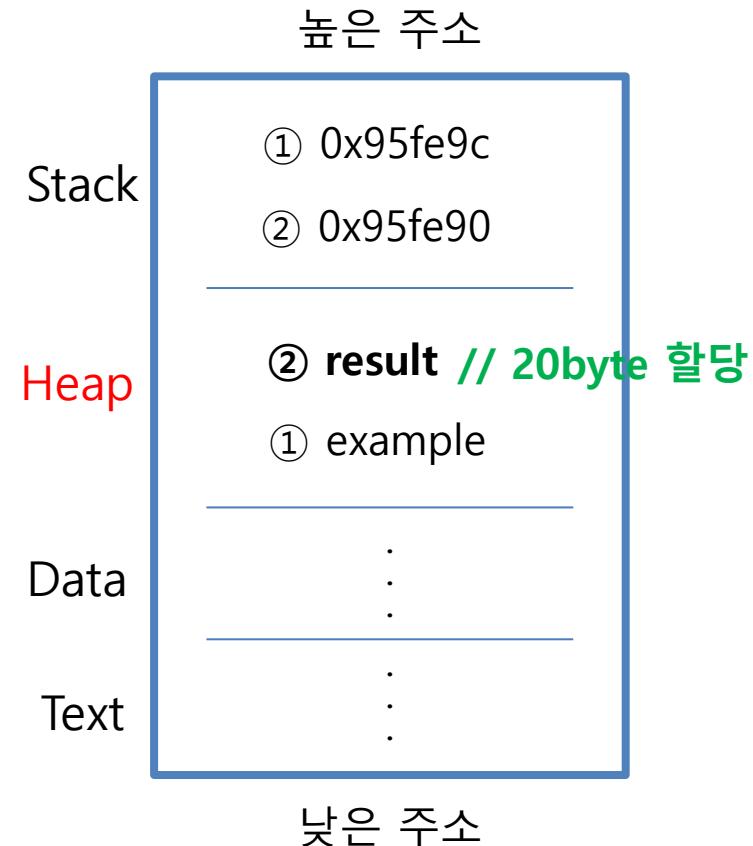 높은 주소
Stack
① 0x95fe9c
② 0x95fe90
Heap
② result // 20byte 할당
① example
Data
.
.
.
Text
.
.
.
낮은 주소